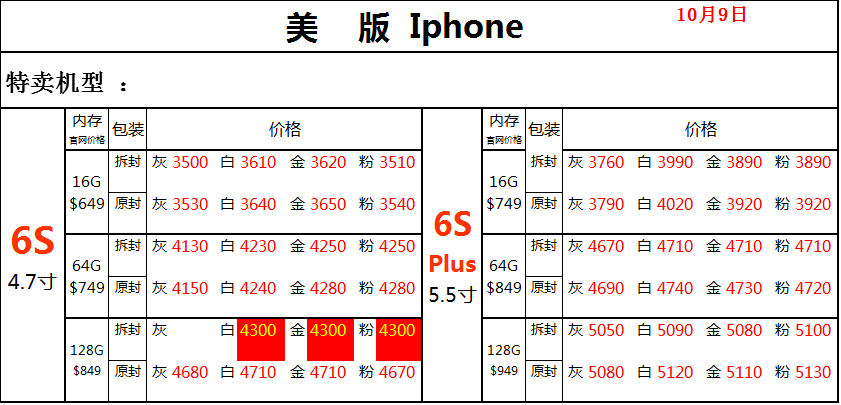 美 版 Iphone 10月9日
特卖机型 ：
内存 官网价格 包装 价格 内存 官网价格 包装 价格
6S 4.7寸
16G $649
拆封 灰 3500 白 3610 金 3620 粉 3510
原封 灰 3530 白 3640 金 3650 粉 3540
64G $749
拆封 灰 4130 白 4230 金 4250 粉 4250
原封 灰 4150 白 4240 金 4280 粉 4280
128G $849
拆封 灰 白 4300 金 4300 粉 4300
原封 灰 4680 白 4710 金 4710 粉 4670
6S Plus 5.5寸
16G $749
拆封 灰 3760 白 3990 金 3890 粉 3890
原封 灰 3790 白 4020 金 3920 粉 3920
64G $849
拆封 灰 4670 白 4710 金 4710 粉 4710
原封 灰 4690 白 4740 金 4730 粉 4720
128G $949
拆封 灰 5050 白 5090 金 5080 粉 5100
原封 灰 5080 白 5120 金 5110 粉 5130